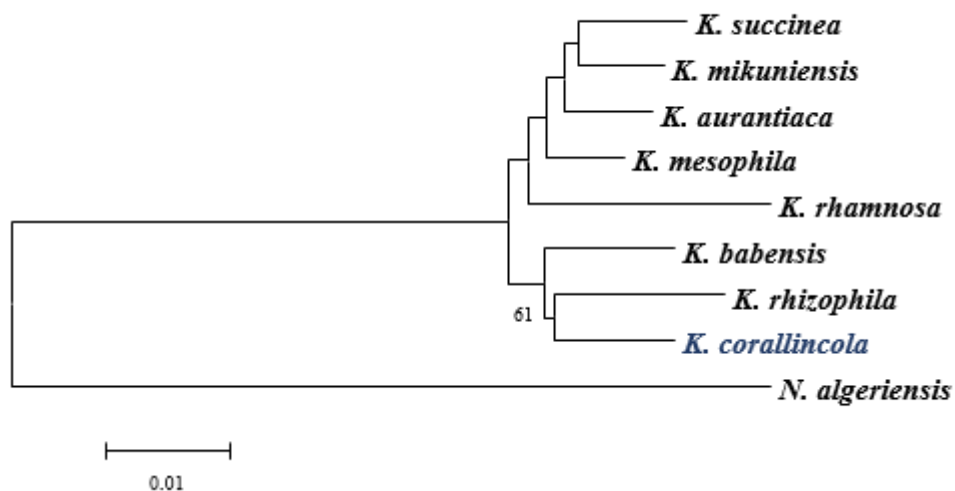 K. succinea
K. mikuniensis
K. aurantiaca
K. mesophila
K. rhamnosa
K. babensis
K. rhizophila
61
K. corallincola
N. algeriensis
0.01